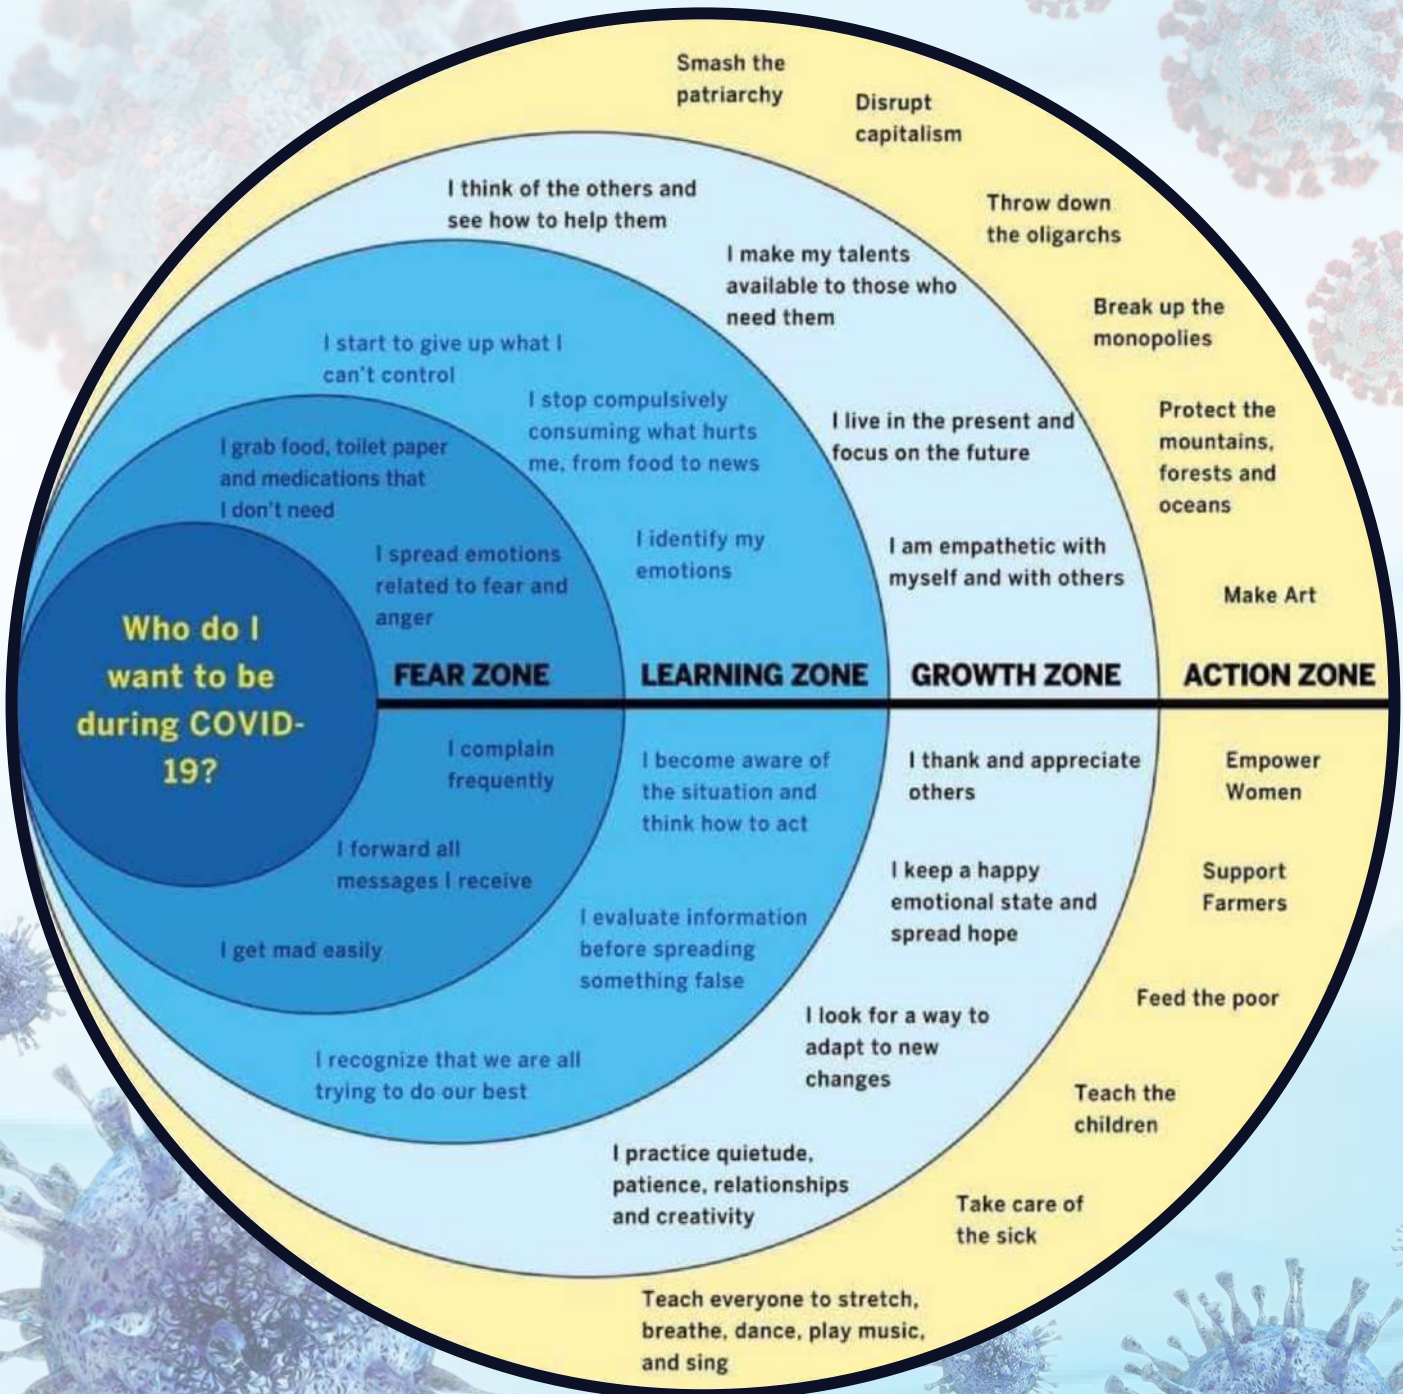 Smash the
patriarchy
Disrupt
capitalism
Throw down
the oligarchs
Break up the
monopolies
Protect the
mountains,
forests and
oceans
Make Art
I think of the others and
see how to help them
I make my talents
available to those who
need them
I live in the present and
focus on the future
I am empathetic with
myself and with others
I start to give up what I
can't control
I stop compulsively
consuming what hurts
me, from food to news
I identify my
emotions
I grab food, toilet paper
and medications that
I don't need
I spread emotions
related to fear and
anger
Who do I
want to be
during COVID-
19?
FEAR ZONE
LEARNING ZONE
GROWTH ZONE
ACTION ZONE
I complain
frequently
I forward all
messages I receive
I get mad easily
I become aware of
the situation and
think how to act
I evaluate information
before spreading
something false
I recognize that we are all
trying to do our best
I thank and appreciate
others
I keep a happy
emotional state and
spread hope
I look for a way to
adapt to new
changes
I practice quietude,
patience, relationships
and creativity
Empower
Women
Support
Farmers
Feed the poor
Teach the
children
Take care of
the sick
Teach everyone to stretch,
breathe, dance, play music,
and sing